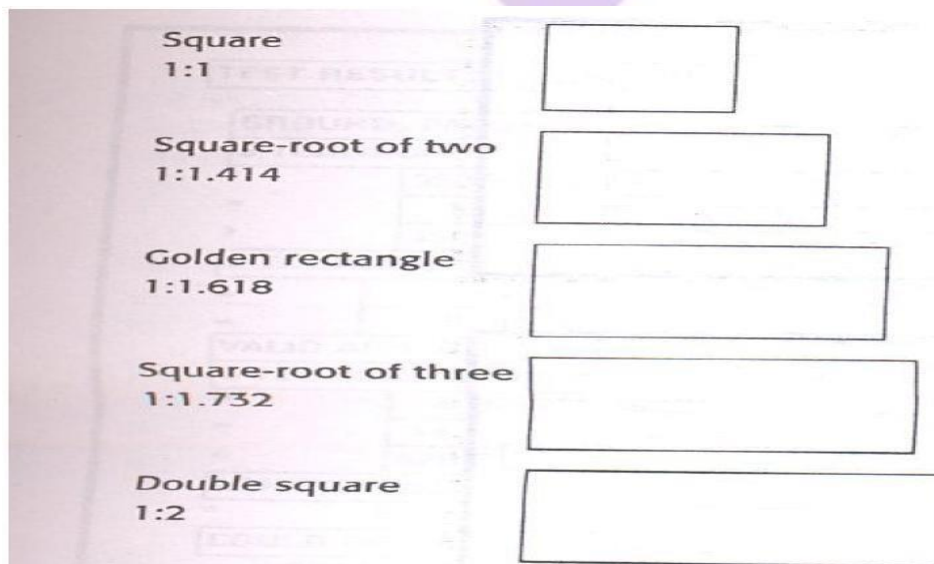 Square
1:1
Square-root of two
1:1.414
Golden rectangle
1:1.618
Square-root of three
1:1.732
Double square
1:2